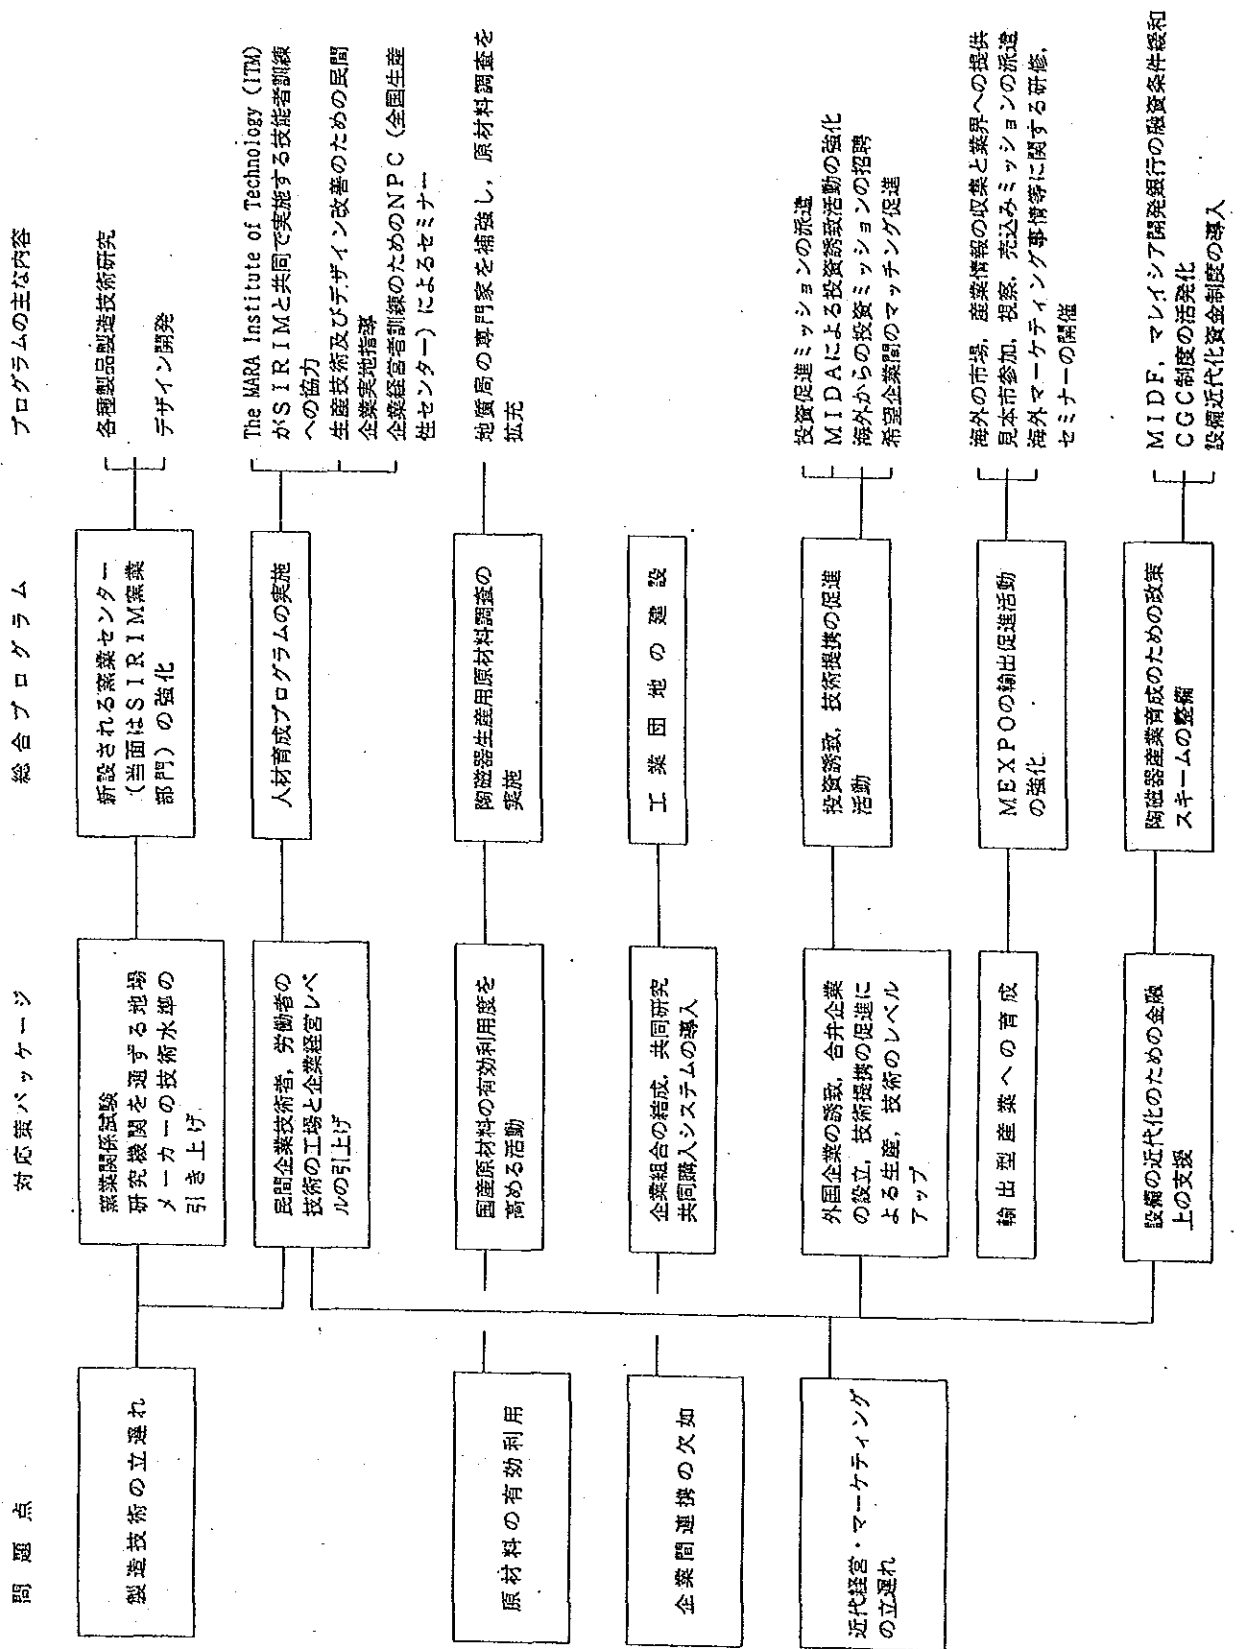 問題点
対応策パッケージ
総合プログラム
プログラムの主な内容
製造技術の立遅れ
窯業関係試験
研究機関を通ずる地場
メーカーの技術水準の
引き上げ
新設される窯業センター
(当面はSIRIM窯業
部門)の強化
各種製品製造技術研究
デザイン開発
民間企業技術者,労働者の
技術の工場と企業経営レベ
ルの引上げ
人材育成プログラムの実施
The MARA Institute of Technology (ITM)
がSIRIMと共同で実施する技能者訓練
への協力
生産技術及びデザイン改善のための民間
企業実地指導
企業経営者訓練のためのNPC(全国生産
性センター)によるセミナー
原材料の有効利用
国産原材料の有効利用度を
高める活動
陶磁器生産用原材料調査の
実施
地質局の専門家を補強し,原材料調査を
拡充
企業間連携の欠如
企業組合の結成,共同研究
共同購入システムの導入
工業団地の建設
近代経営・マーケティング
の立遅れ
外国企業の誘致,合弁企業
の設立,技術提携の促進に
よる生産,技術のレベル
アップ
投資誘致,技術提携の促進
活動
投資促進ミッションの派遣
MIDAによる投資誘致活動の強化
海外からの投資ミッションの招聘
希望企業間のマッチング促進
輸出型産業への育成
MEXPOの輸出促進活動
の強化
海外の市場,産業情報の収集と業界への提供
見本市参加,視察,売込みミッションの派遣
海外マーケティング事情等に関する研修,
セミナーの開催
設備の近代化のための金融
上の支援
陶磁器産業育成のための政策
スキームの整備
MIDF,マレイシア開発銀行の融資条件緩和
CGC制度の活発化
設備近代化資金制度の導入